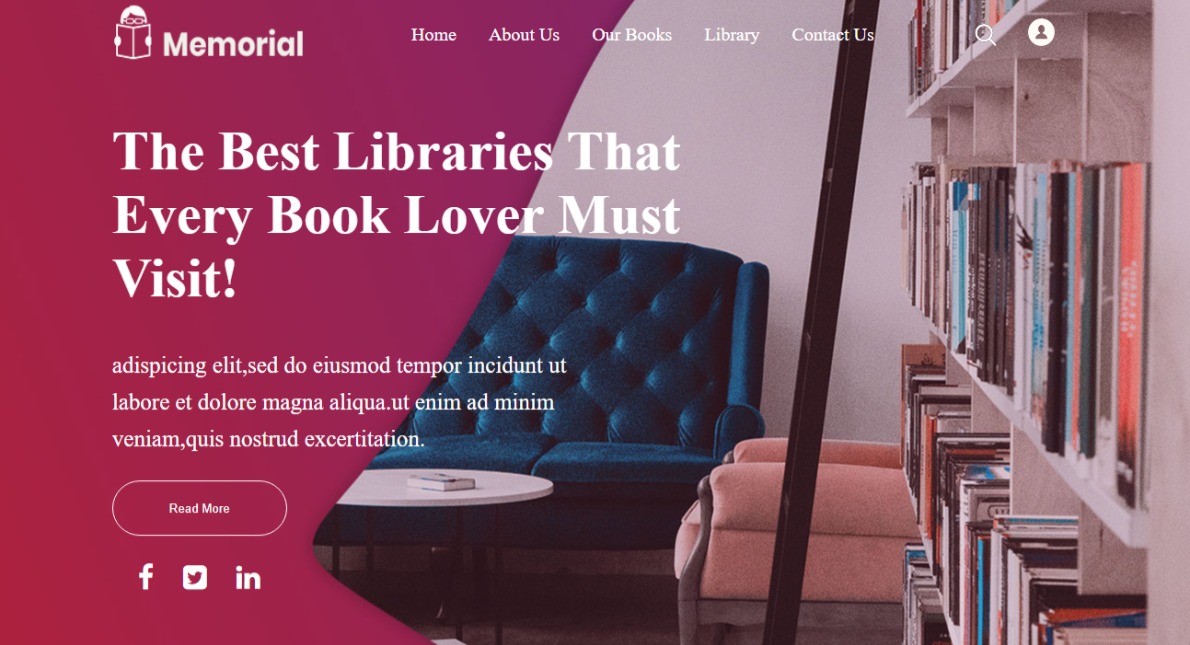 Memorial
Home About Us Our Books Library Contact Us
The Best Libraries That
Every Book Lover Must
Visit!
adispicing elit,sed do eiusmod tempor incidunt ut
labore et dolore magna aliqua.ut enim ad minim
veniam,quis nostrud excertitation.
Read More